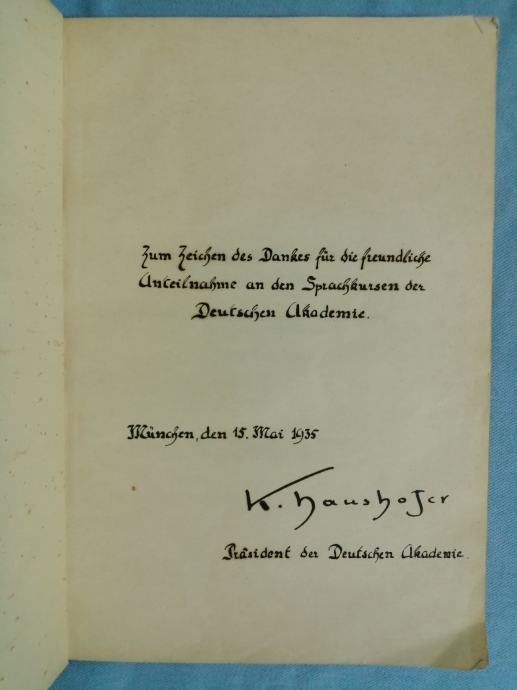 Zum Zeichen des Dankes für die freundliche
Anteilnahme an den Sprachkursen der
Deutschen Akademie.
München, den 15. Mai 1935
K. Haushofer
Präsident der Deutschen Akademie.